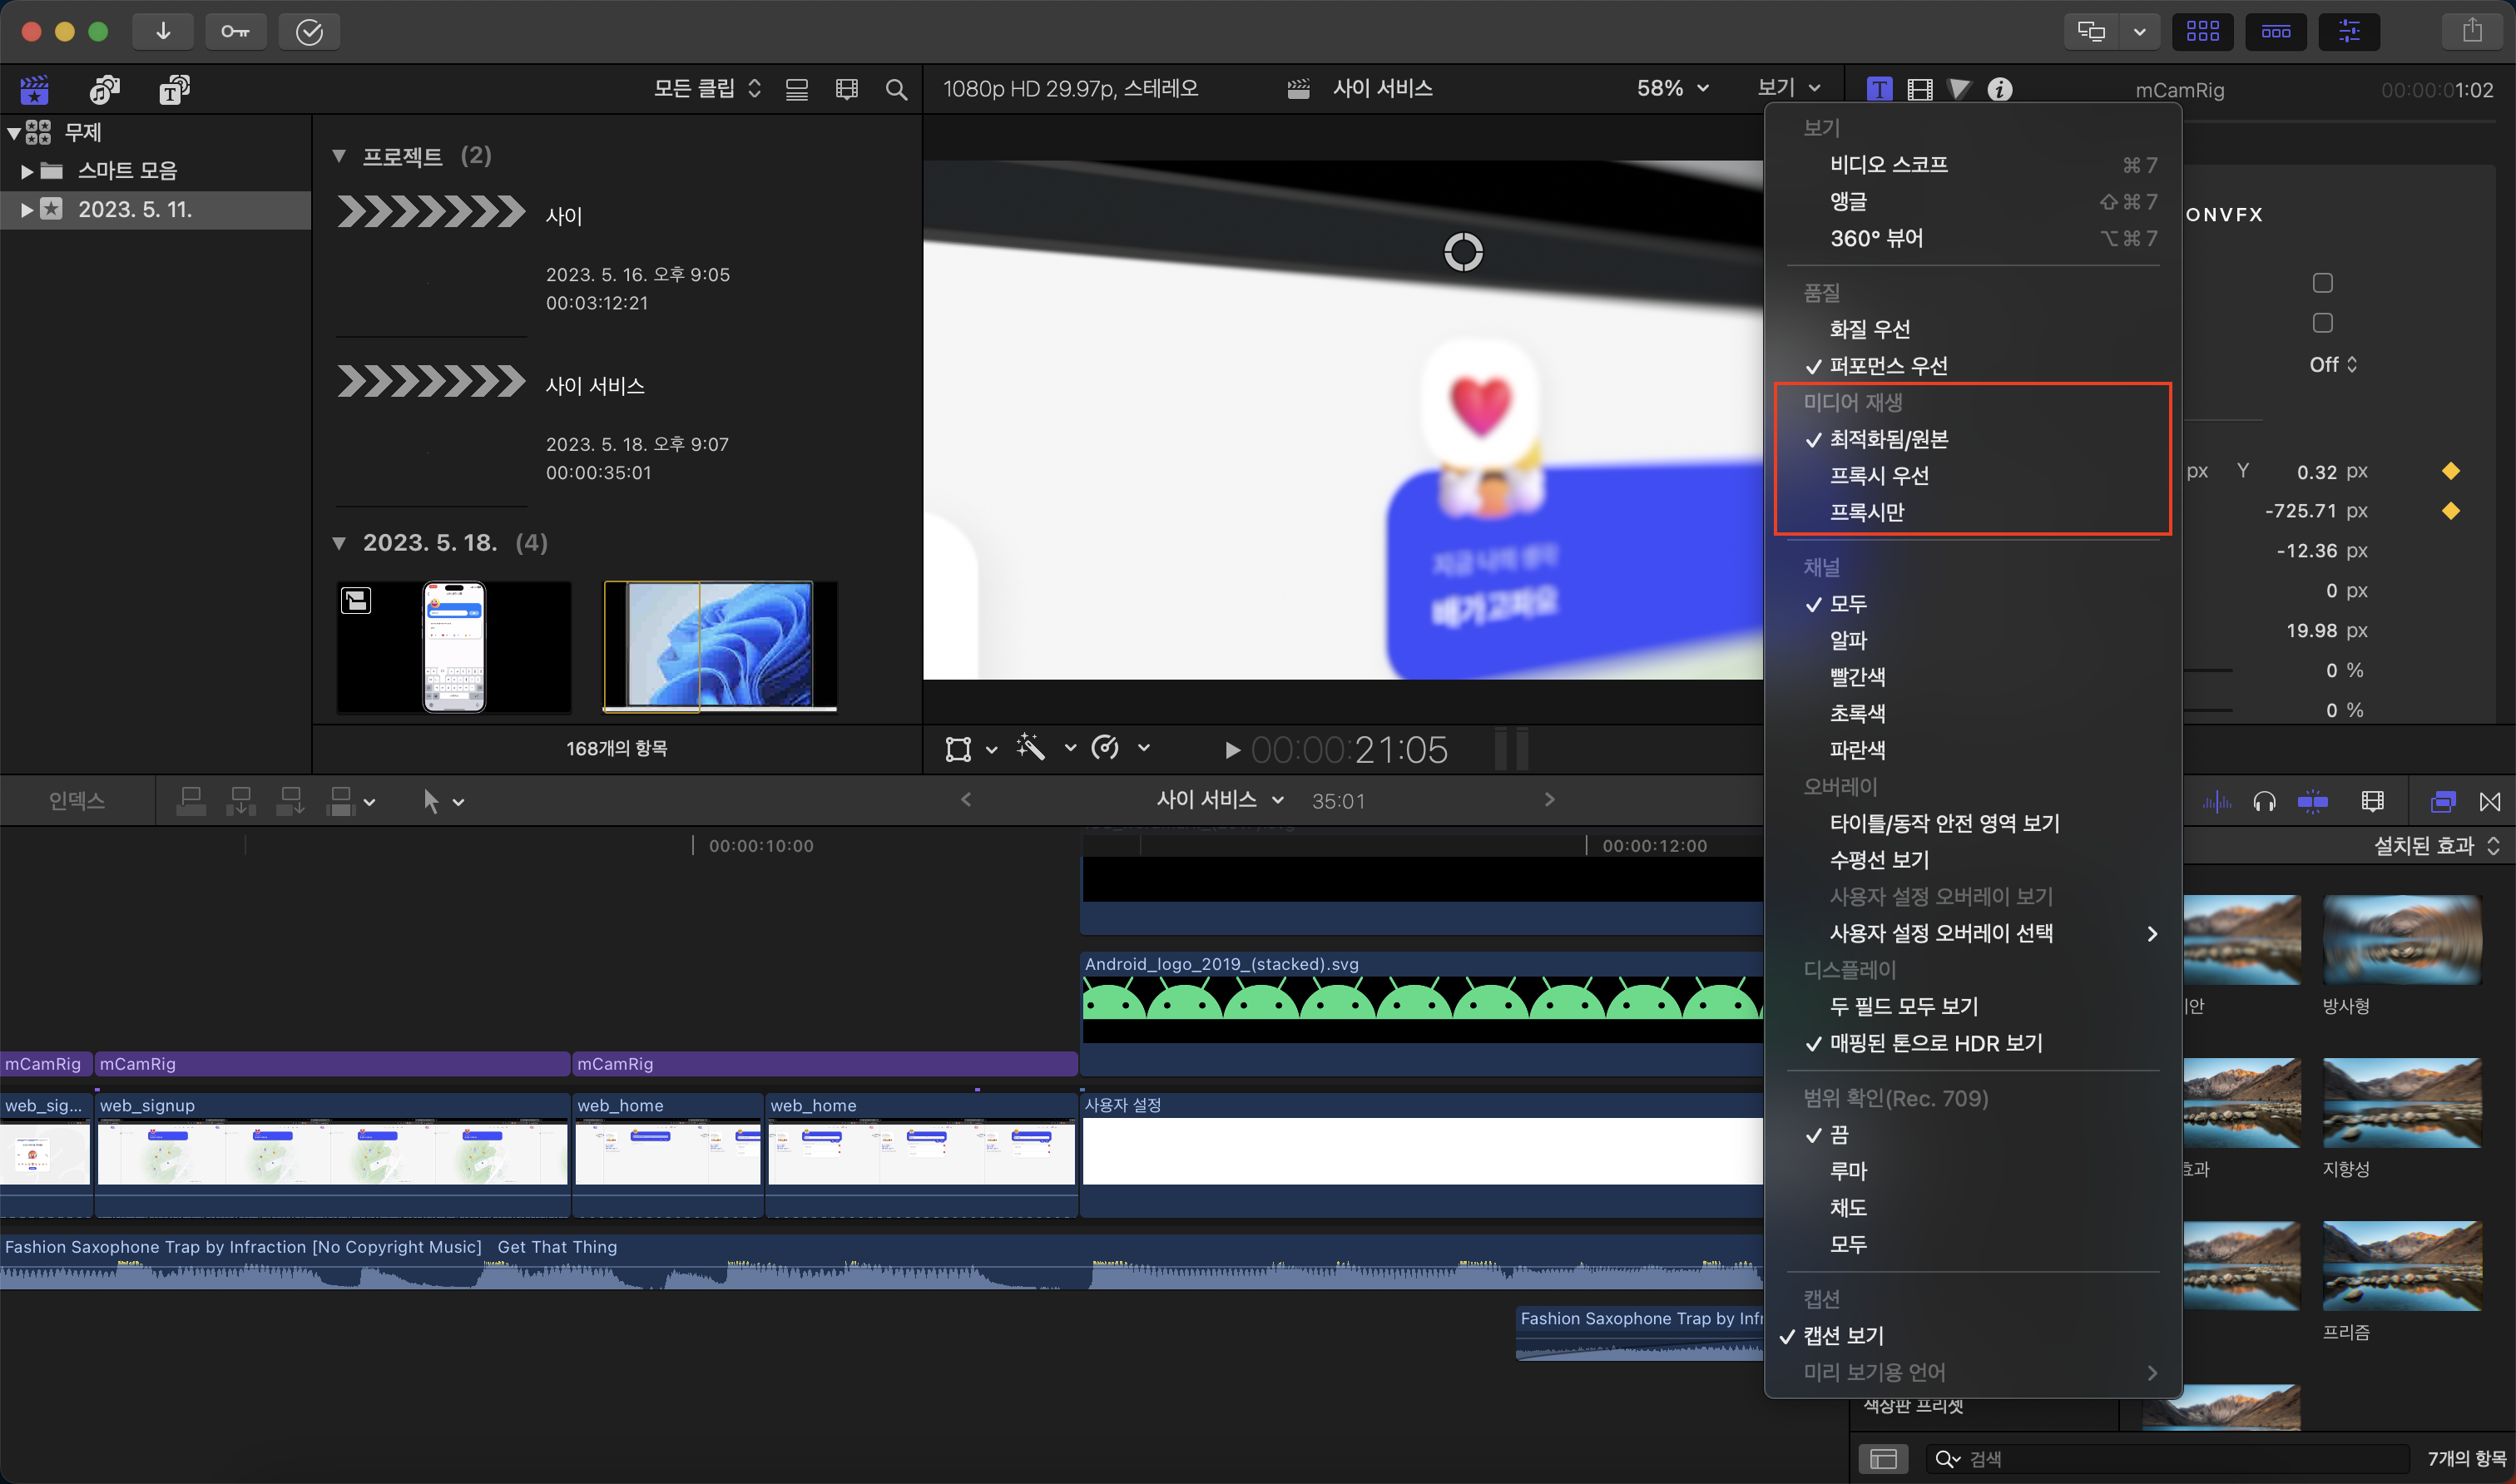 모든 클립
1080p HD 29.97p, 스테레오
사이 서비스
58%
보기
mCamRig
00:00:01:02
무제
스마트 모음
2023. 5. 11.
프로젝트 (2)
사이
2023. 5. 16. 오후 9:05
00:03:12:21
사이 서비스
2023. 5. 18. 오후 9:07
00:00:35:01
2023. 5. 18. (4)
168개의 항목
배가고파요
00:00:21:05
보기
비디오 스코프 ⌘7
앵글 ⇧⌘7
360° 뷰어 ⌥⌘7
품질
화질 우선
✓ 퍼포먼스 우선
미디어 재생
✓ 최적화됨/원본
프록시 우선
프록시만
채널
✓ 모두
알파
빨간색
초록색
파란색
오버레이
타이틀/동작 안전 영역 보기
수평선 보기
사용자 설정 오버레이 보기
사용자 설정 오버레이 선택
디스플레이
두 필드 모두 보기
✓ 매핑된 톤으로 HDR 보기
범위 확인(Rec. 709)
✓ 끔
루마
채도
모두
캡션
✓ 캡션 보기
미리 보기용 언어
ONVFX
Off
px Y 0.32 px
-725.71 px
-12.36 px
0 px
19.98 px
0 %
0 %
인덱스
사이 서비스
35:01
00:00:10:00
00:00:12:00
Android_logo_2019_(stacked).svg
mCamRig
mCamRig
mCamRig
web_sig...
web_signup
web_home
web_home
사용자 설정
Fashion Saxophone Trap by Infraction [No Copyright Music] Get That Thing
Fashion Saxophone Trap by Infr
설치된 효과
방사형
효과
지향성
프리즘
색상판 프리셋
검색
7개의 항목